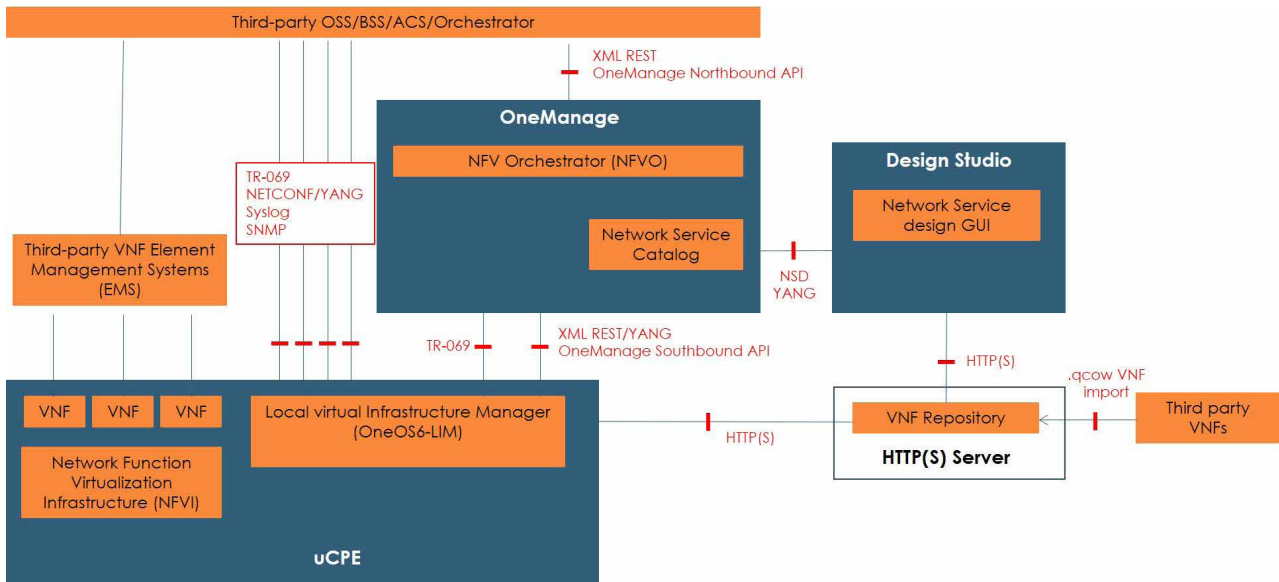 Third-party OSS/BSS/ACS/Orchestrator
XML REST
OneManage Northbound API
OneManage
NFV Orchestrator (NFVO)
Network Service
Catalog
Design Studio
Network Service
design GUI
TR-069
NETCONF/YANG
Syslog
SNMP
Third-party VNF Element
Management Systems
(EMS)
NSD
YANG
TR-069
XML REST/YANG
OneManage Southbound API
HTTP(S)
.qcow VNF
import
VNF
VNF
VNF
Local virtual Infrastructure Manager
(OneOS6-LIM)
HTTP(S)
VNF Repository
HTTP(S) Server
Third party
VNFs
Network Function
Virtualization
Infrastructure (NFVI)
uCPE